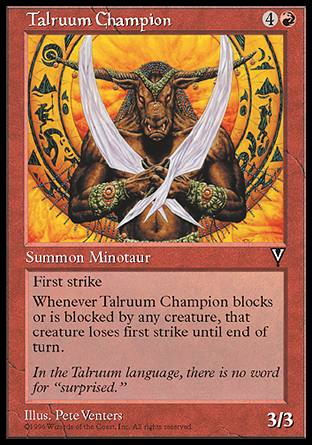 Talruum Champion 4
Summon Minotaur
First strike
Whenever Talruum Champion blocks
or is blocked by any creature, that
creature loses first strike until end of
turn.
In the Talruum language, there is no word
for “surprised.”
Illus. Pete Venters
©1996 Wizards of the Coast, Inc. All rights reserved.
3/3